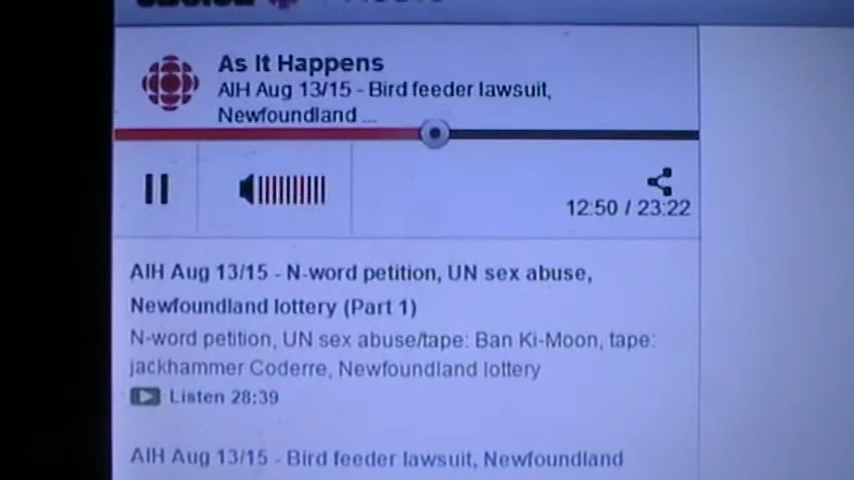 As It Happens
AIH Aug 13/15 - Bird feeder lawsuit,
Newfoundland ...
12:50 / 23:22
AIH Aug 13/15 - N-word petition, UN sex abuse,
Newfoundland lottery (Part 1)
N-word petition, UN sex abuse/tape: Ban Ki-Moon, tape:
jackhammer Coderre, Newfoundland lottery
Listen 28:39
AIH Aug 13/15 - Bird feeder lawsuit, Newfoundland